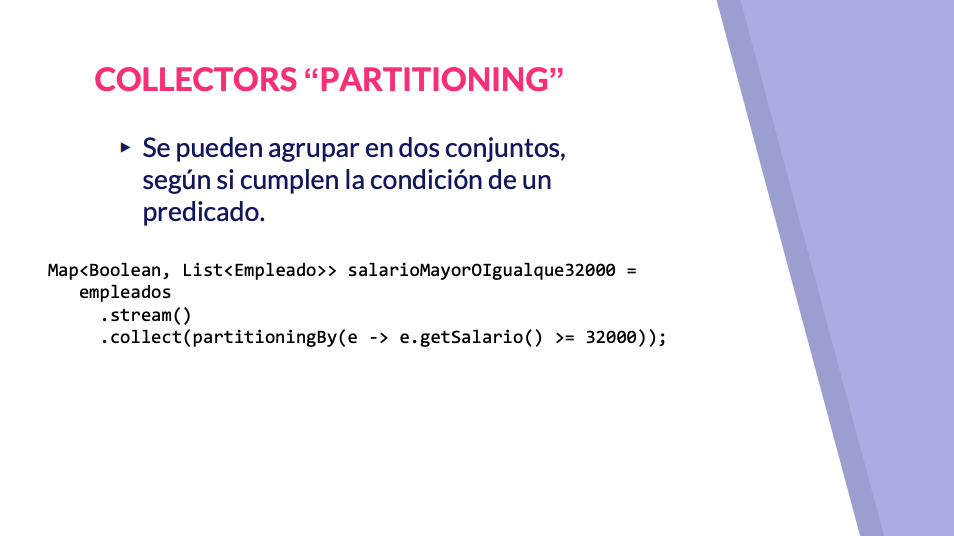 COLLECTORS “PARTITIONING”
▸ Se pueden agrupar en dos conjuntos,
según si cumplen la condición de un
predicado.
Map<Boolean, List<Empleado>> salarioMayorOIgualque32000 =
   empleados
     .stream()
     .collect(partitioningBy(e -> e.getSalario() >= 32000));